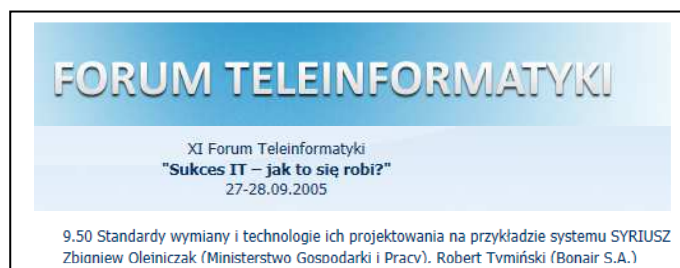 FORUM TELEINFORMATYKI
XI Forum Teleinformatyki
"Sukces IT – jak to się robi?"
27-28.09.2005
9.50 Standardy wymiany i technologie ich projektowania na przykładzie systemu SYRIUSZ
Zbigniew Olejniczak (Ministerstwo Gospodarki i Pracy), Robert Tymiński (Bonair S.A.)